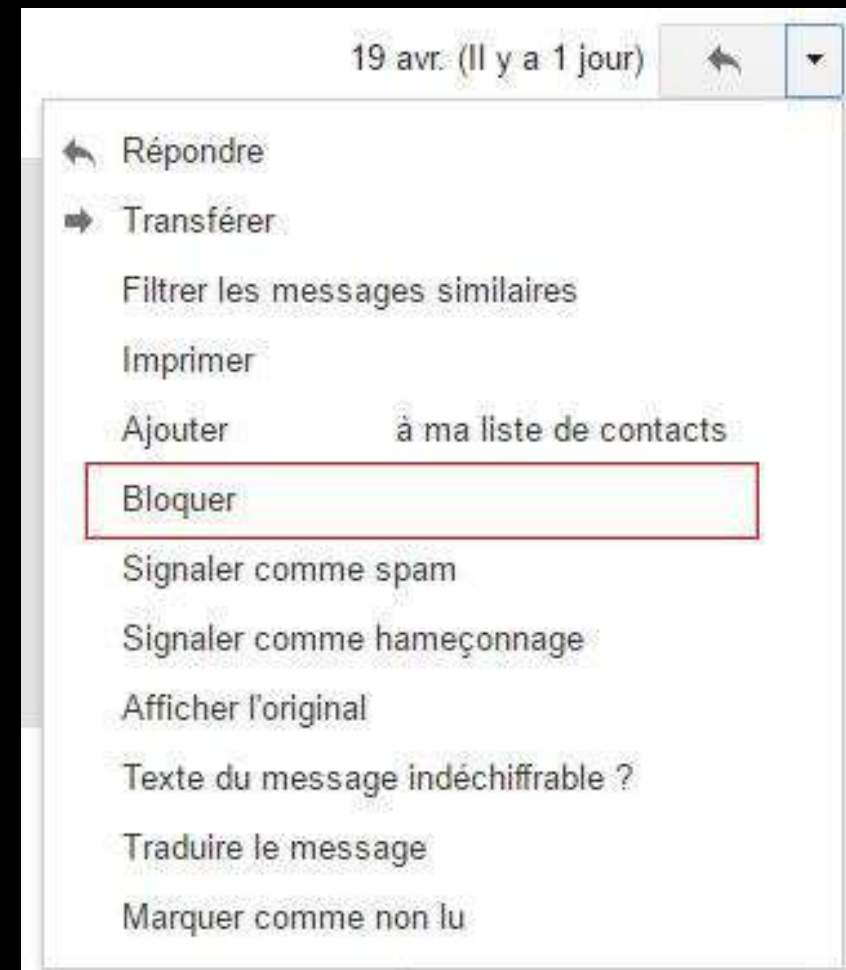 19 avr. (Il y a 1 jour)
Répondre
Transférer
Filtrer les messages similaires
Imprimer
Ajouter à ma liste de contacts
Bloquer
Signaler comme spam
Signaler comme hameçonnage
Afficher l'original
Texte du message indéchiffrable ?
Traduire le message
Marquer comme non lu